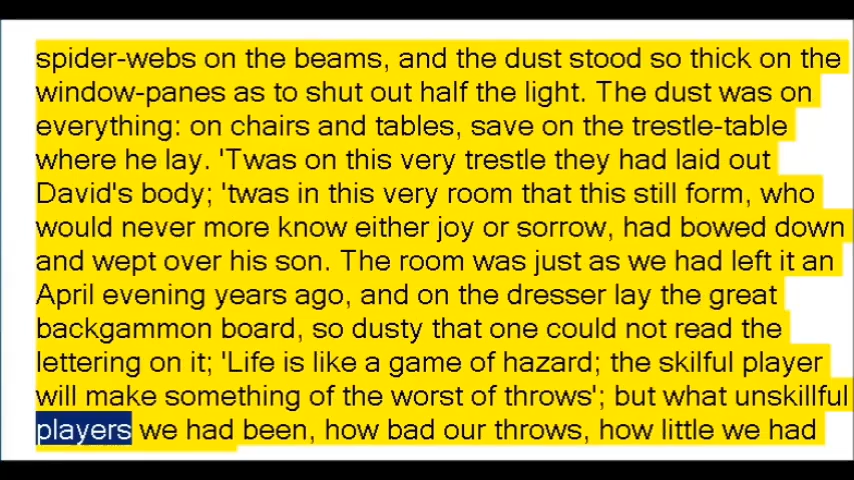 spider-webs on the beams, and the dust stood so thick on the
window-panes as to shut out half the light. The dust was on
everything: on chairs and tables, save on the trestle-table
where he lay. 'Twas on this very trestle they had laid out
David's body; 'twas in this very room that this still form, who
would never more know either joy or sorrow, had bowed down
and wept over his son. The room was just as we had left it an
April evening years ago, and on the dresser lay the great
backgammon board, so dusty that one could not read the
lettering on it; 'Life is like a game of hazard; the skilful player
will make something of the worst of throws'; but what unskillful
players we had been, how bad our throws, how little we had